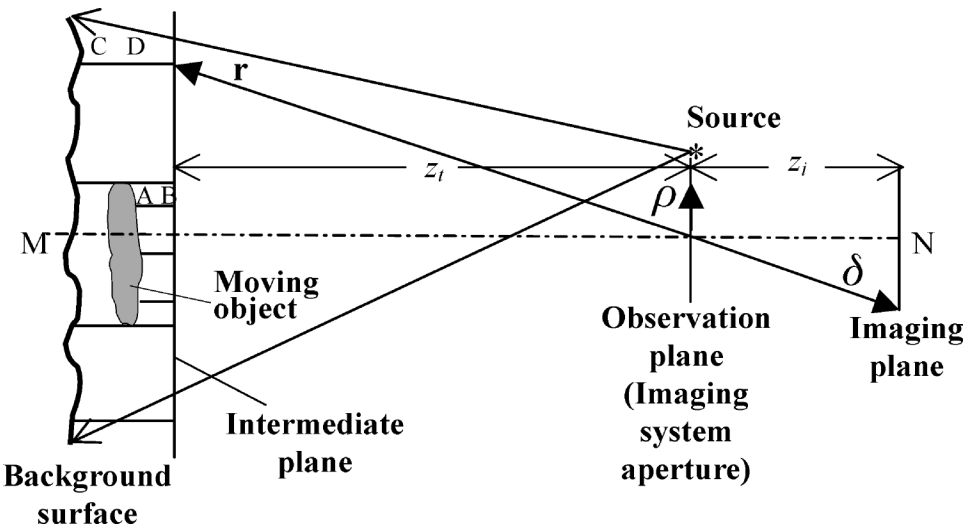 C D
r
Source
*
z_t
z_i
A B
ρ
M
N
Moving
object
δ
Observation
plane
(Imaging
system
aperture)
Imaging
plane
Intermediate
plane
Background
surface